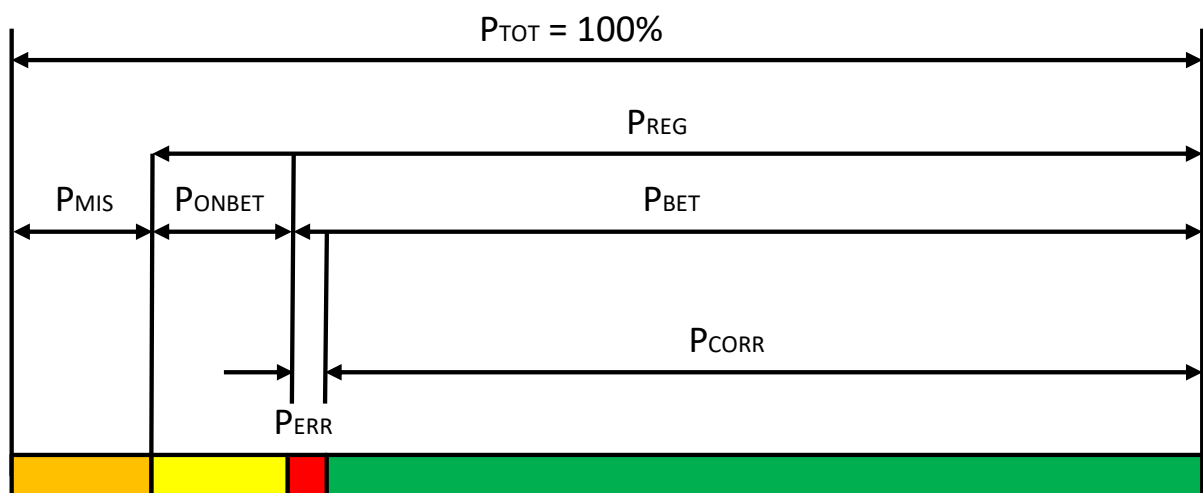 PTOT = 100%
PREG
PMIS PONBET PBET
PCORR
PERR